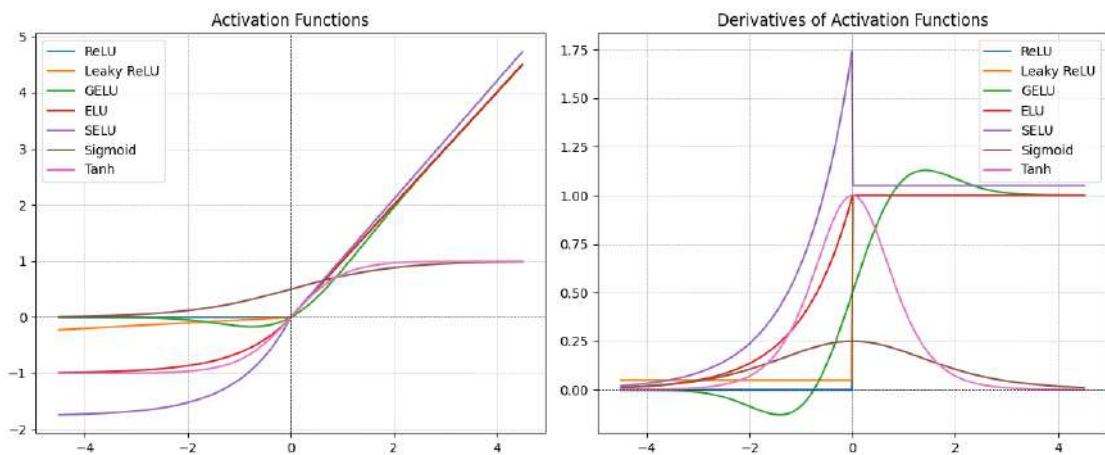 Activation Functions
5
4
3
2
1
0
−1
−2
−4
−2
0
2
4
ReLU
Leaky ReLU
GELU
ELU
SELU
Sigmoid
Tanh
Derivatives of Activation Functions
1.75
1.50
1.25
1.00
0.75
0.50
0.25
0.00
−4
−2
0
2
4
ReLU
Leaky ReLU
GELU
ELU
SELU
Sigmoid
Tanh